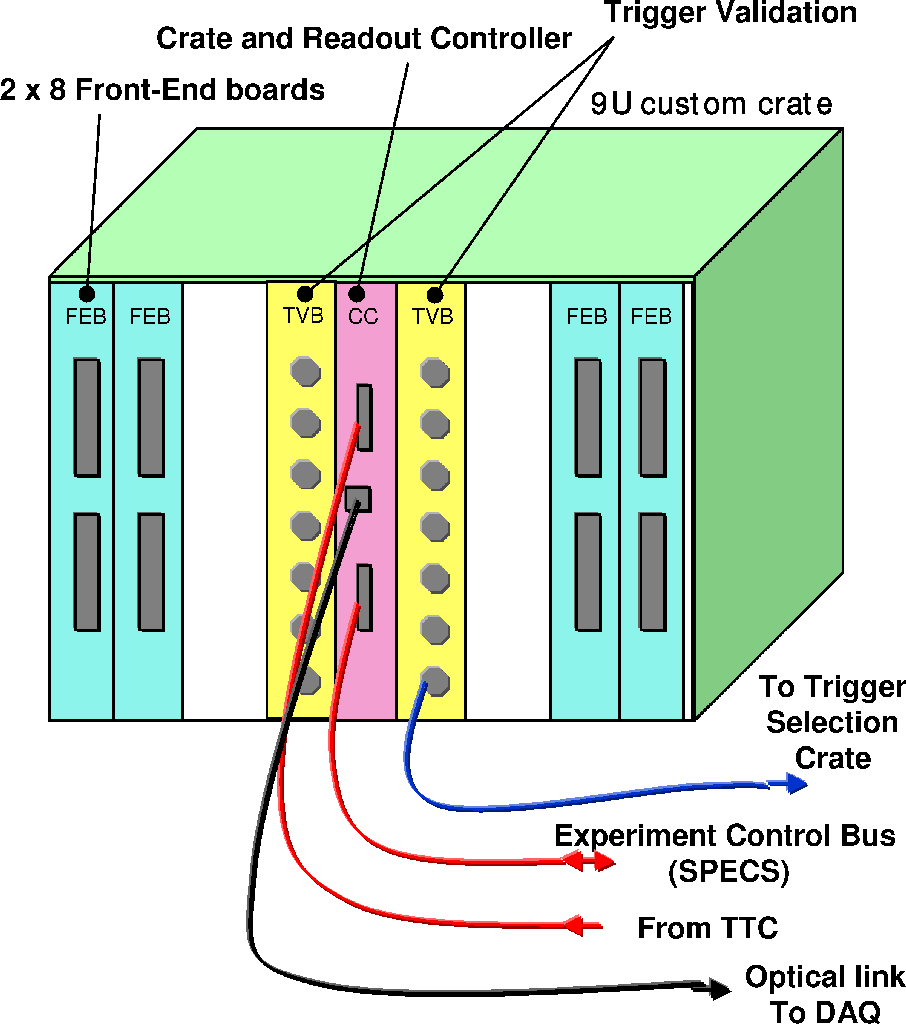 Trigger Validation
Crate and Readout Controller
2 x 8 Front-End boards
9U custom crate
FEB FEB TVB CC TVB FEB FEB
To Trigger
Selection
Crate
Experiment Control Bus
(SPECS)
From TTC
Optical link
To DAQ